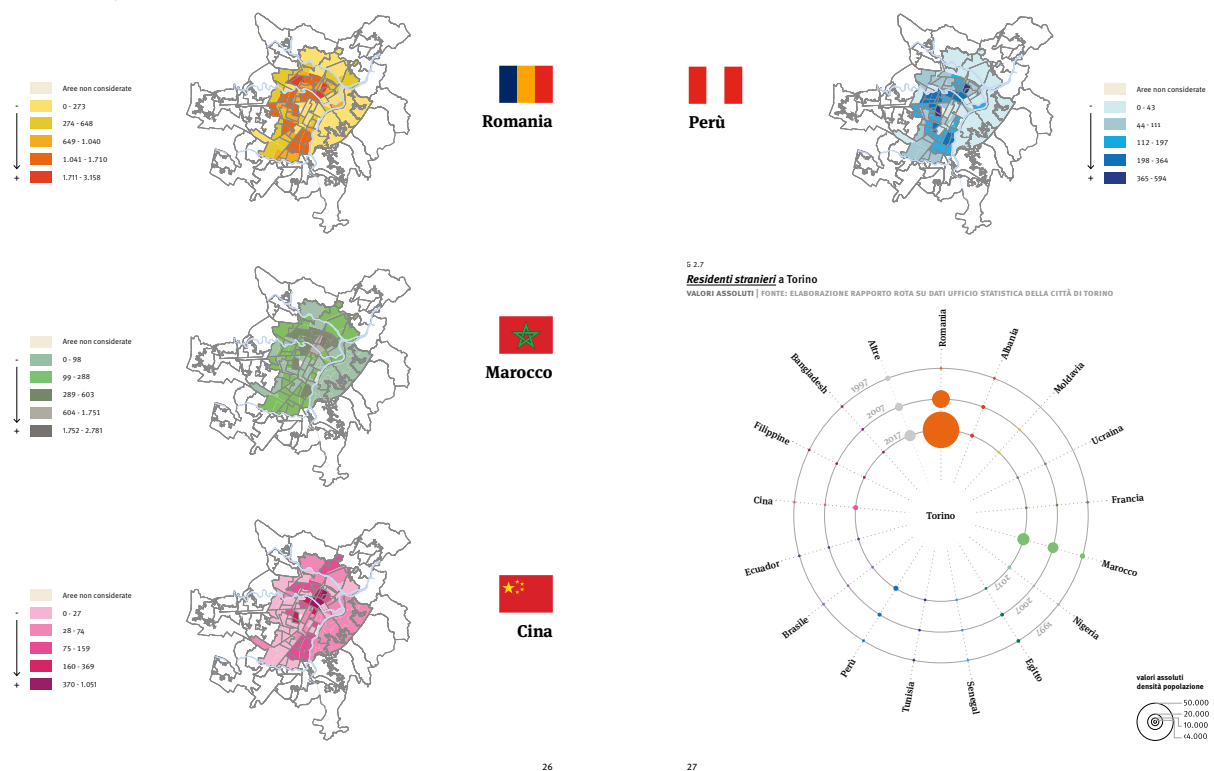 Aree non considerate
-
0 - 273
274 - 648
649 - 1.040
1.041 - 1.710
+
1.711 - 3.158
Romania
Aree non considerate
-
0 - 98
99 - 288
289 - 603
604 - 1.751
+
1.752 - 2.781
Marocco
Aree non considerate
-
0 - 27
28 - 74
75 - 159
160 - 369
+
370 - 1.051
Cina
26
Perù
Aree non considerate
-
0 - 43
44 - 111
112 - 197
198 - 364
+
365 - 594
G 2.7
Residenti stranieri a Torino
VALORI ASSOLUTI | FONTE: ELABORAZIONE RAPPORTO ROTA SU DATI UFFICIO STATISTICA DELLA CITTÀ DI TORINO
Romania
Albania
Moldavia
Ucraina
Francia
Marocco
Nigeria
Egitto
Senegal
Tunisia
Perù
Brasile
Ecuador
Cina
Filippine
Bangladesh
Altre
1997
2007
2017
Torino
2017
2007
1997
valori assoluti
densità popolazione
50.000
20.000
10.000
<4.000
27